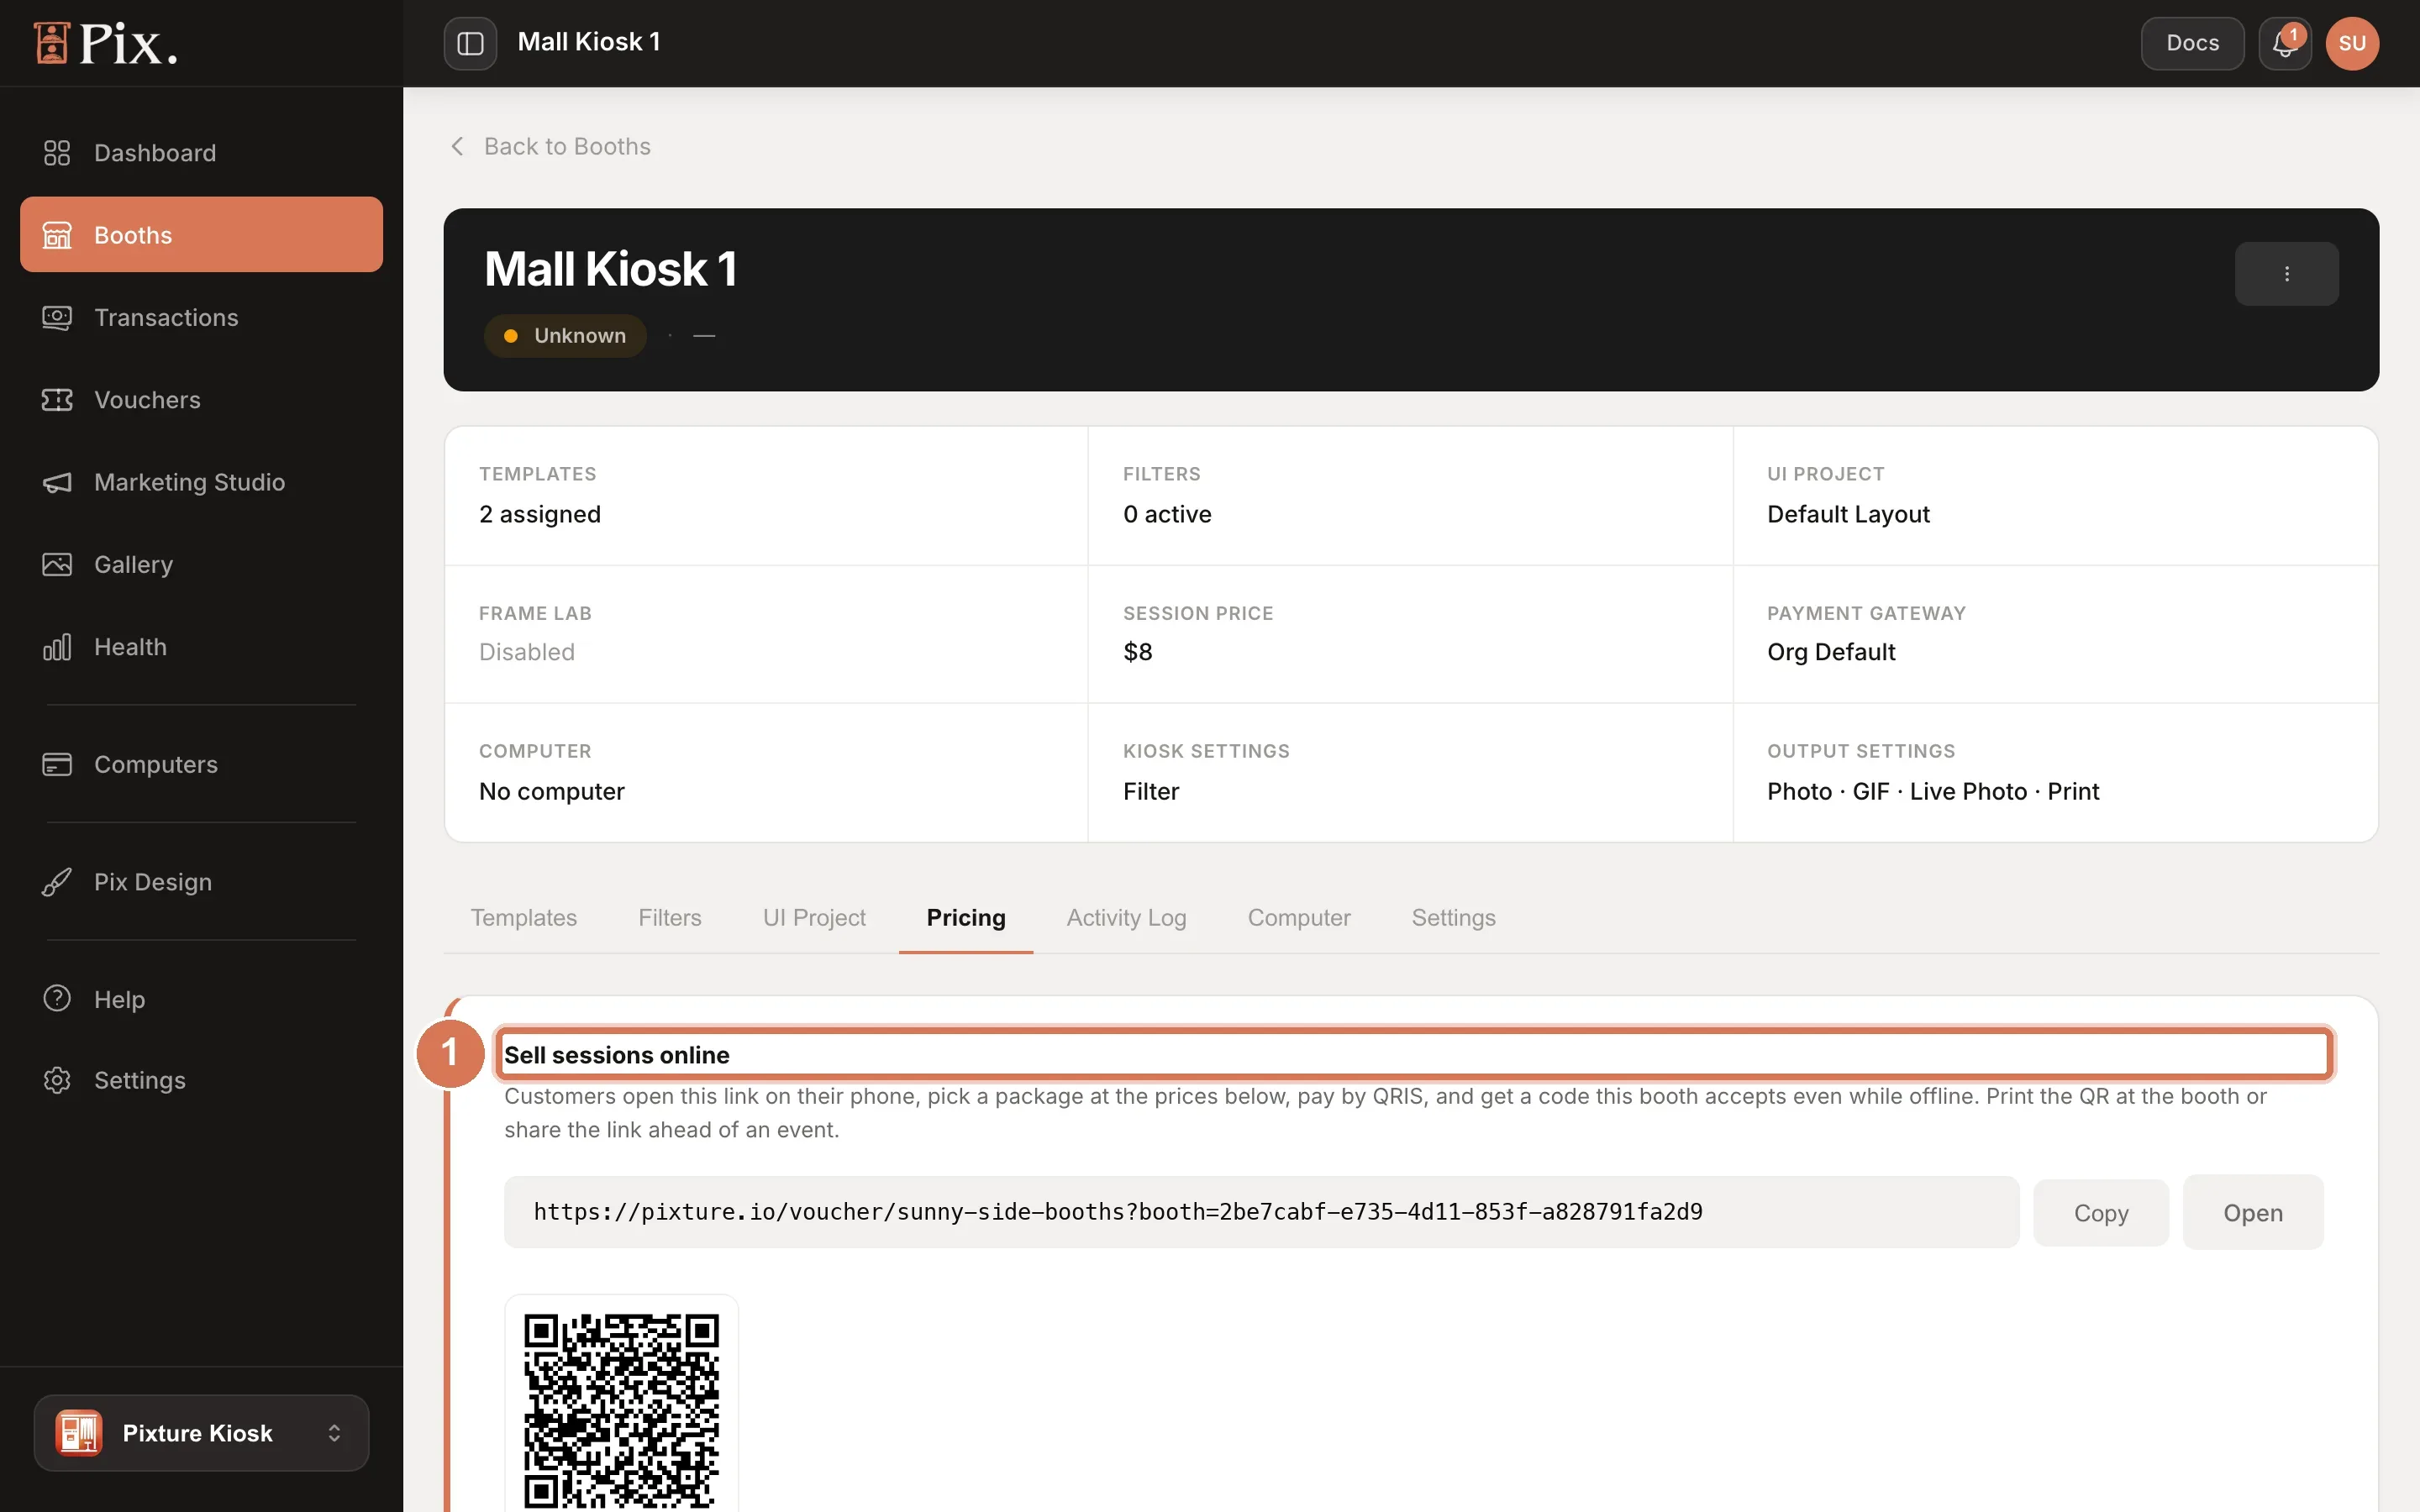 Pix.
Mall Kiosk 1
Docs
1
SU
Dashboard
Booths
Transactions
Vouchers
Marketing Studio
Gallery
Health
Computers
Pix Design
Help
Settings
Pixture Kiosk
Back to Booths
Mall Kiosk 1
Unknown · —
TEMPLATES
2 assigned
FILTERS
0 active
UI PROJECT
Default Layout
FRAME LAB
Disabled
SESSION PRICE
$8
PAYMENT GATEWAY
Org Default
COMPUTER
No computer
KIOSK SETTINGS
Filter
OUTPUT SETTINGS
Photo · GIF · Live Photo · Print
Templates Filters UI Project Pricing Activity Log Computer Settings
1
Sell sessions online
Customers open this link on their phone, pick a package at the prices below, pay by QRIS, and get a code this booth accepts even while offline. Print the QR at the booth or
share the link ahead of an event.
https://pixture.io/voucher/sunny-side-booths?booth=2be7cabf-e735-4d11-853f-a828791fa2d9
Copy
Open